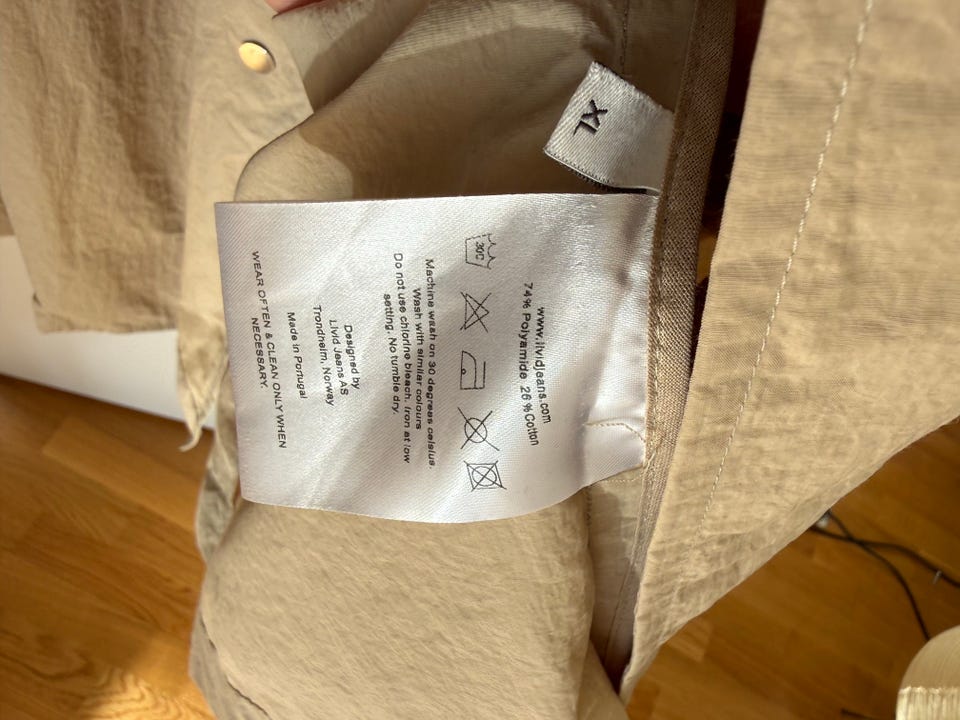 XL
www.livdjeans.com
74% Polyamide 26 %Cotton
30C
Machine wash on 30 degrees celsius.
Wash with similar colours
Do not use chlorine bleach. Iron at low
setting. No tumble dry.
Designed by
Livid Jeans AS
Trondheim, Norway
Made in Portugal
WEAR OFTEN & CLEAN ONLY WHEN
NECESSARY.